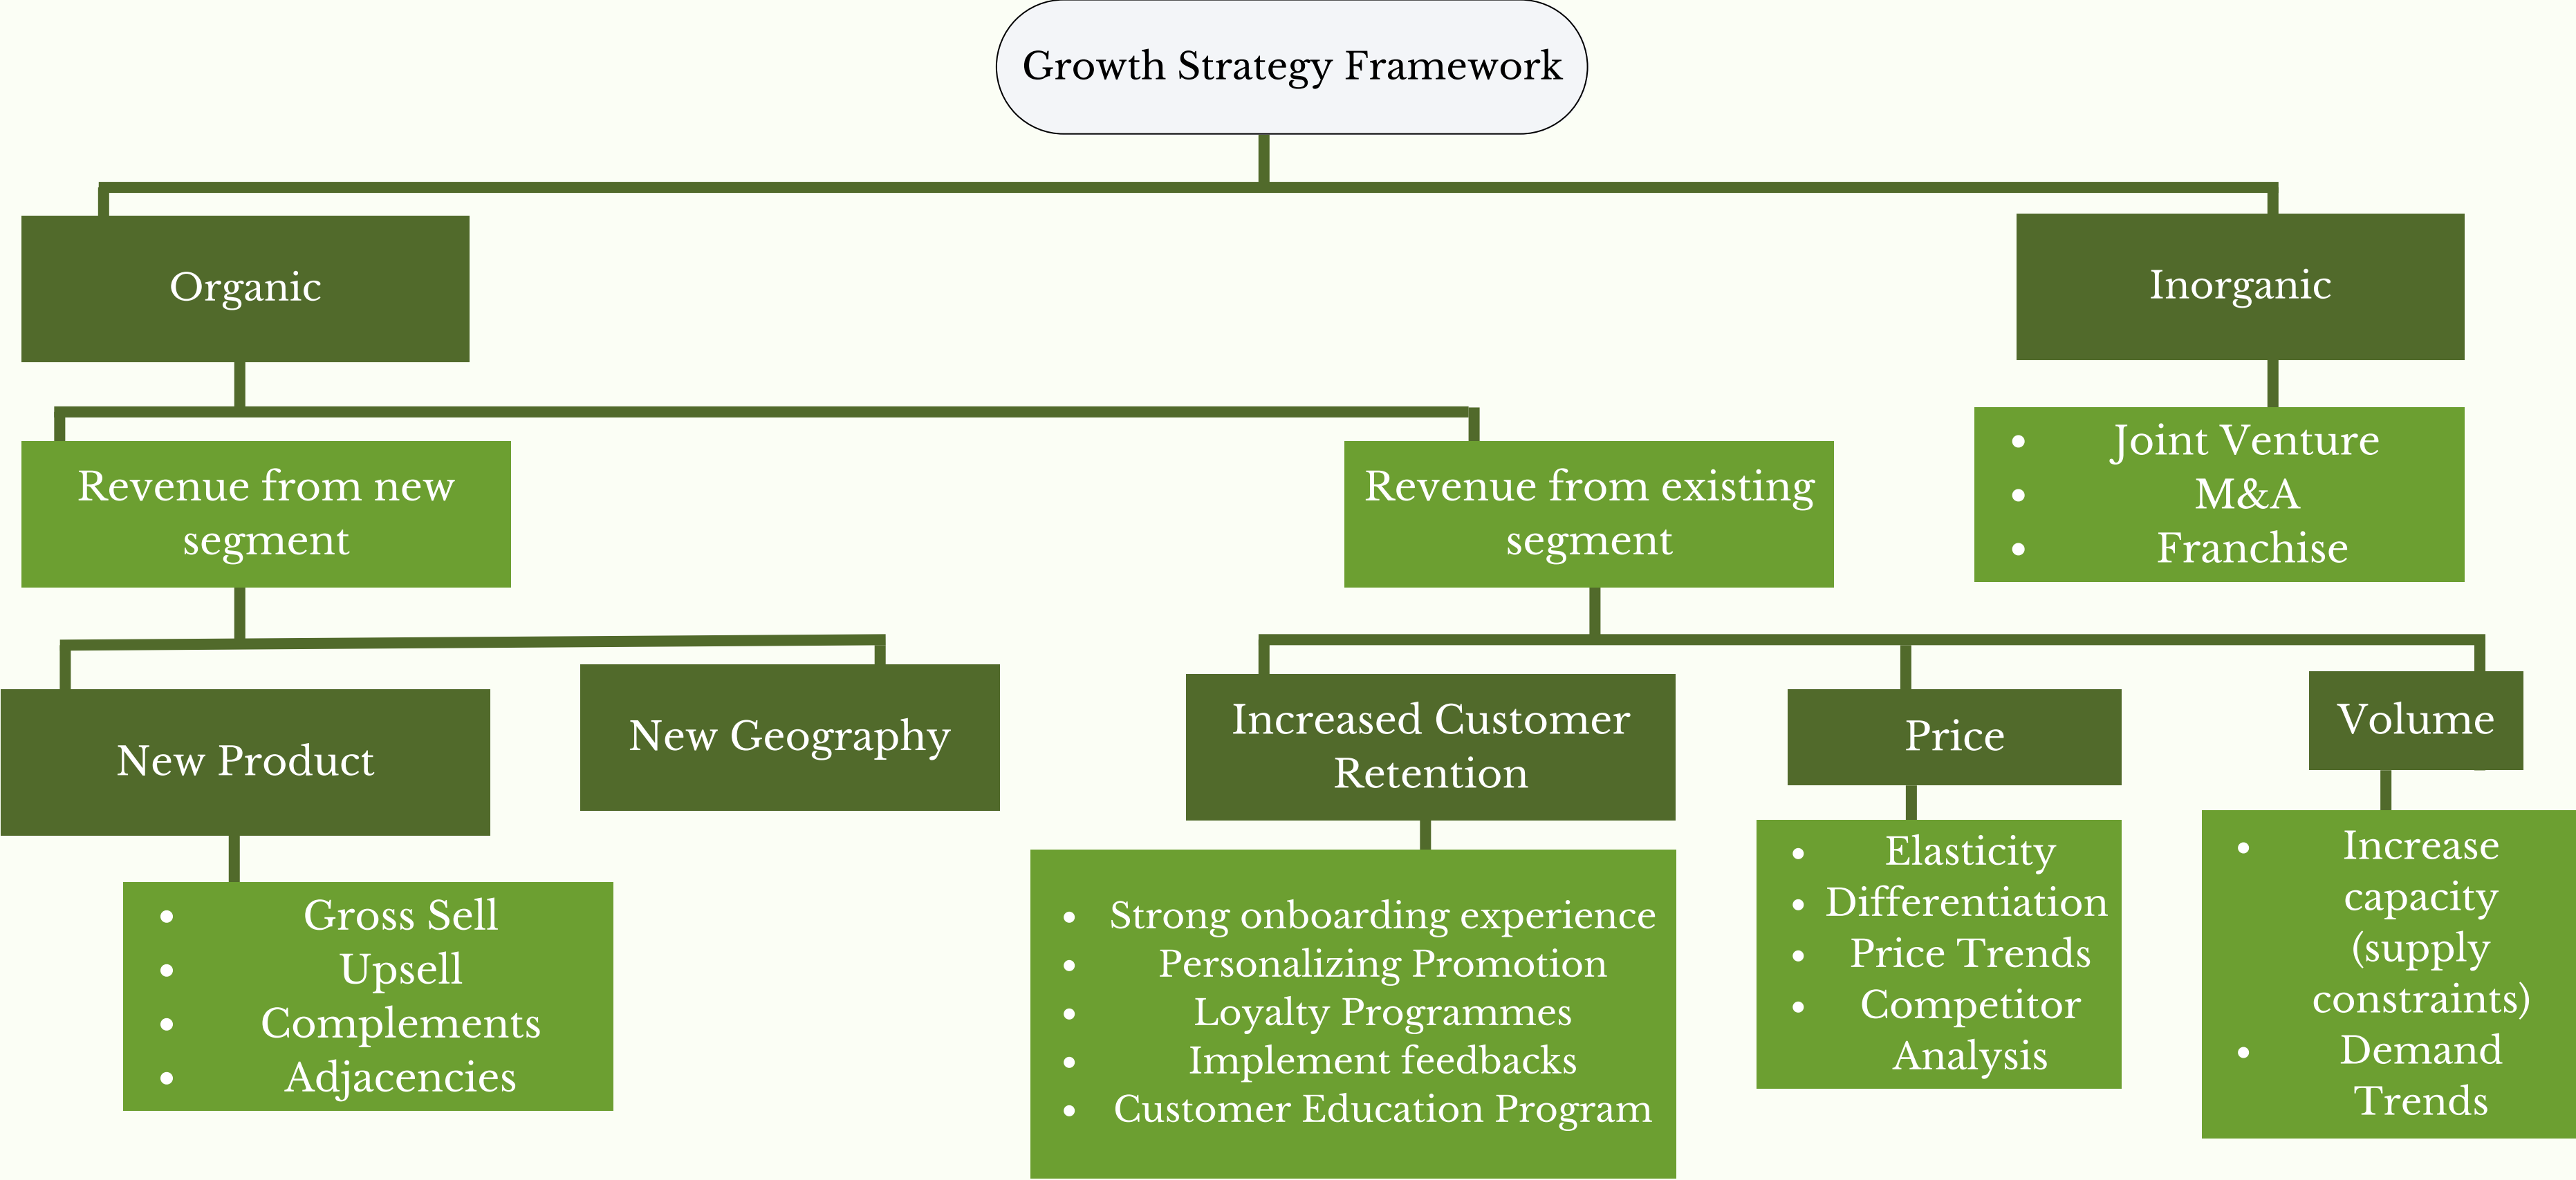 Growth Strategy Framework
Organic
Inorganic
Revenue from new
segment
Revenue from existing
segment
• Joint Venture
• M&A
• Franchise
New Product
New Geography
Increased Customer
Retention
Price
Volume
• Gross Sell
• Upsell
• Complements
• Adjacencies
• Strong onboarding experience
• Personalizing Promotion
• Loyalty Programmes
• Implement feedbacks
• Customer Education Program
• Elasticity
• Differentiation
• Price Trends
• Competitor
Analysis
• Increase
capacity
(supply
constraints)
• Demand
Trends